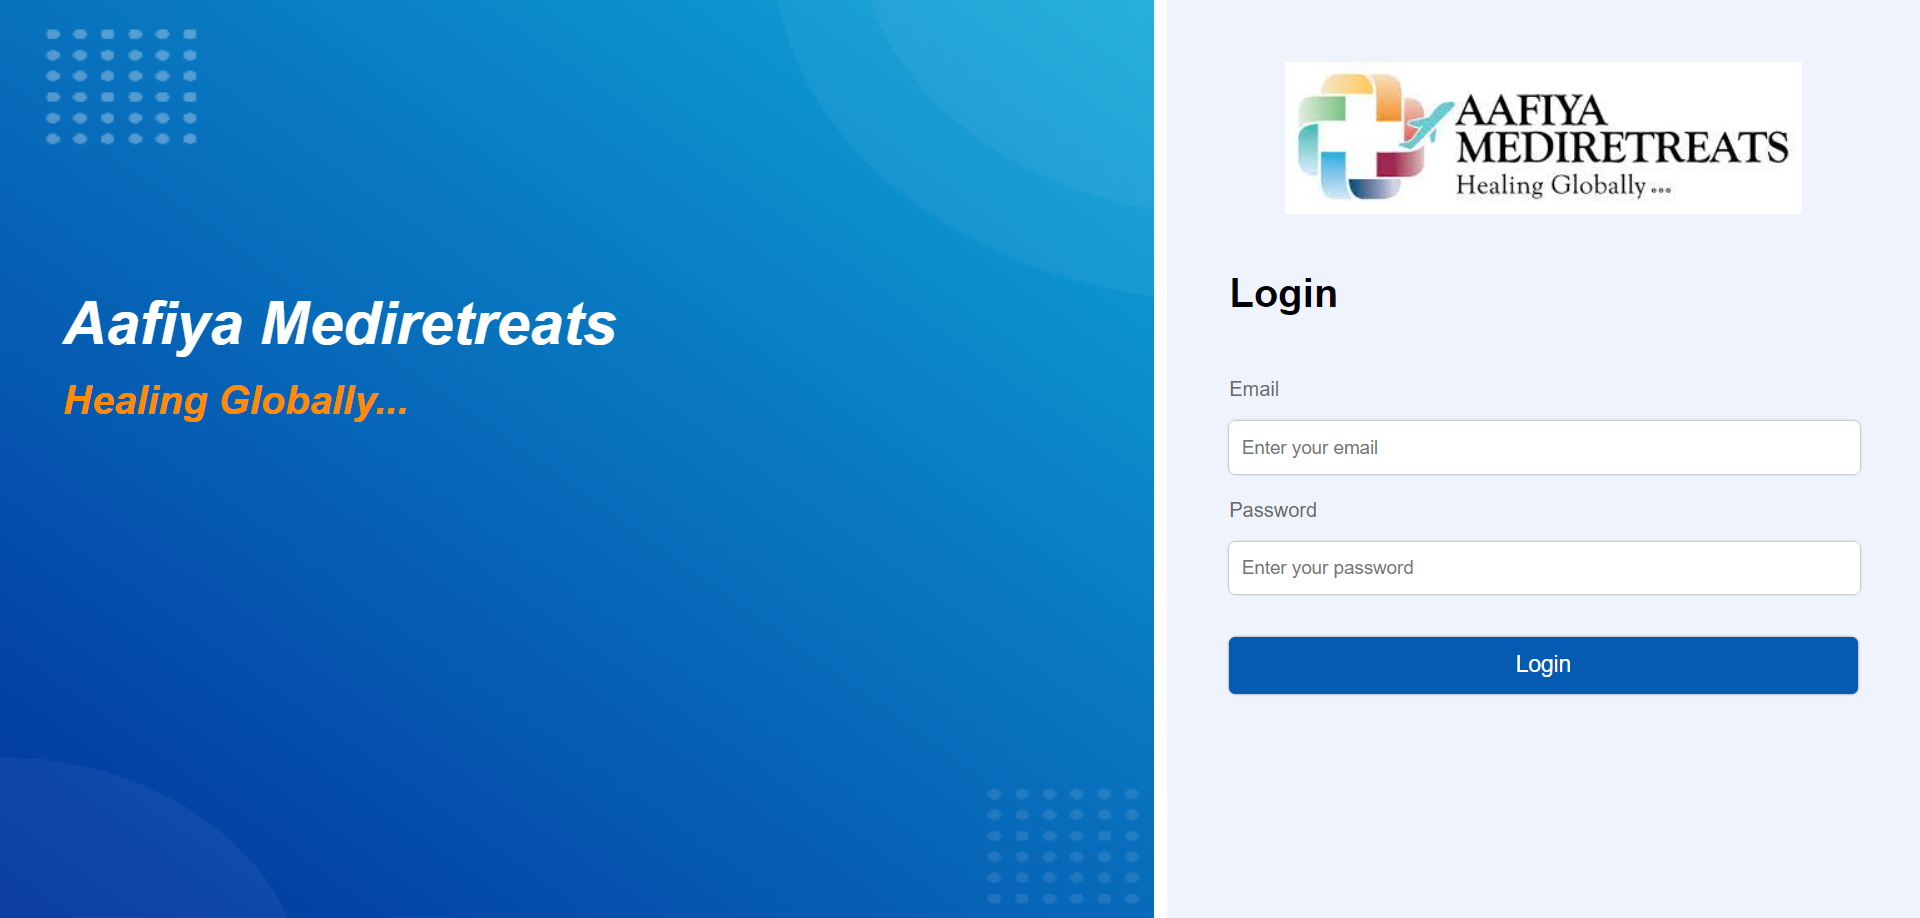 Aafiya Mediretreats
Healing Globally...
AAFIYA
MEDIRETREATS
Healing Globally...
Login
Email
Enter your email
Password
Enter your password
Login